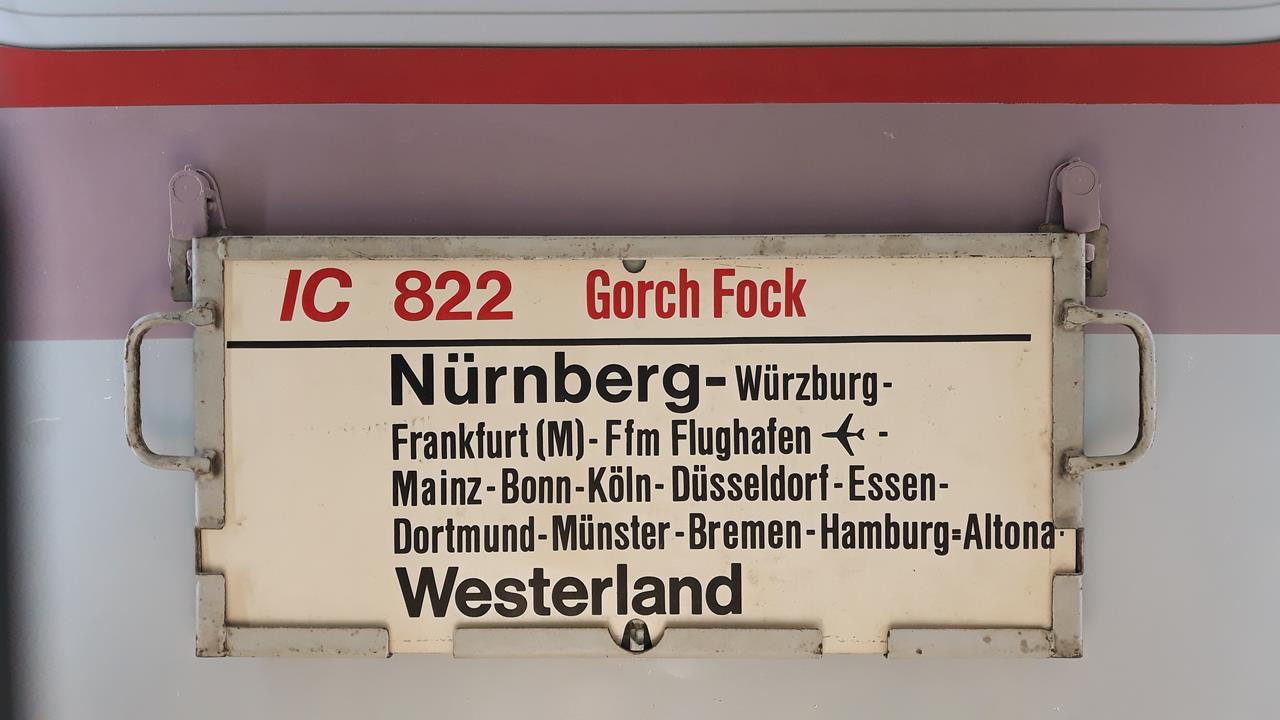 IC 822 Gorch Fock
Nürnberg- Würzburg-
Frankfurt (M)-Ffm Flughafen ✈ -
Mainz-Bonn-Köln-Düsseldorf-Essen-
Dortmund-Münster-Bremen-Hamburg=Altona-
Westerland